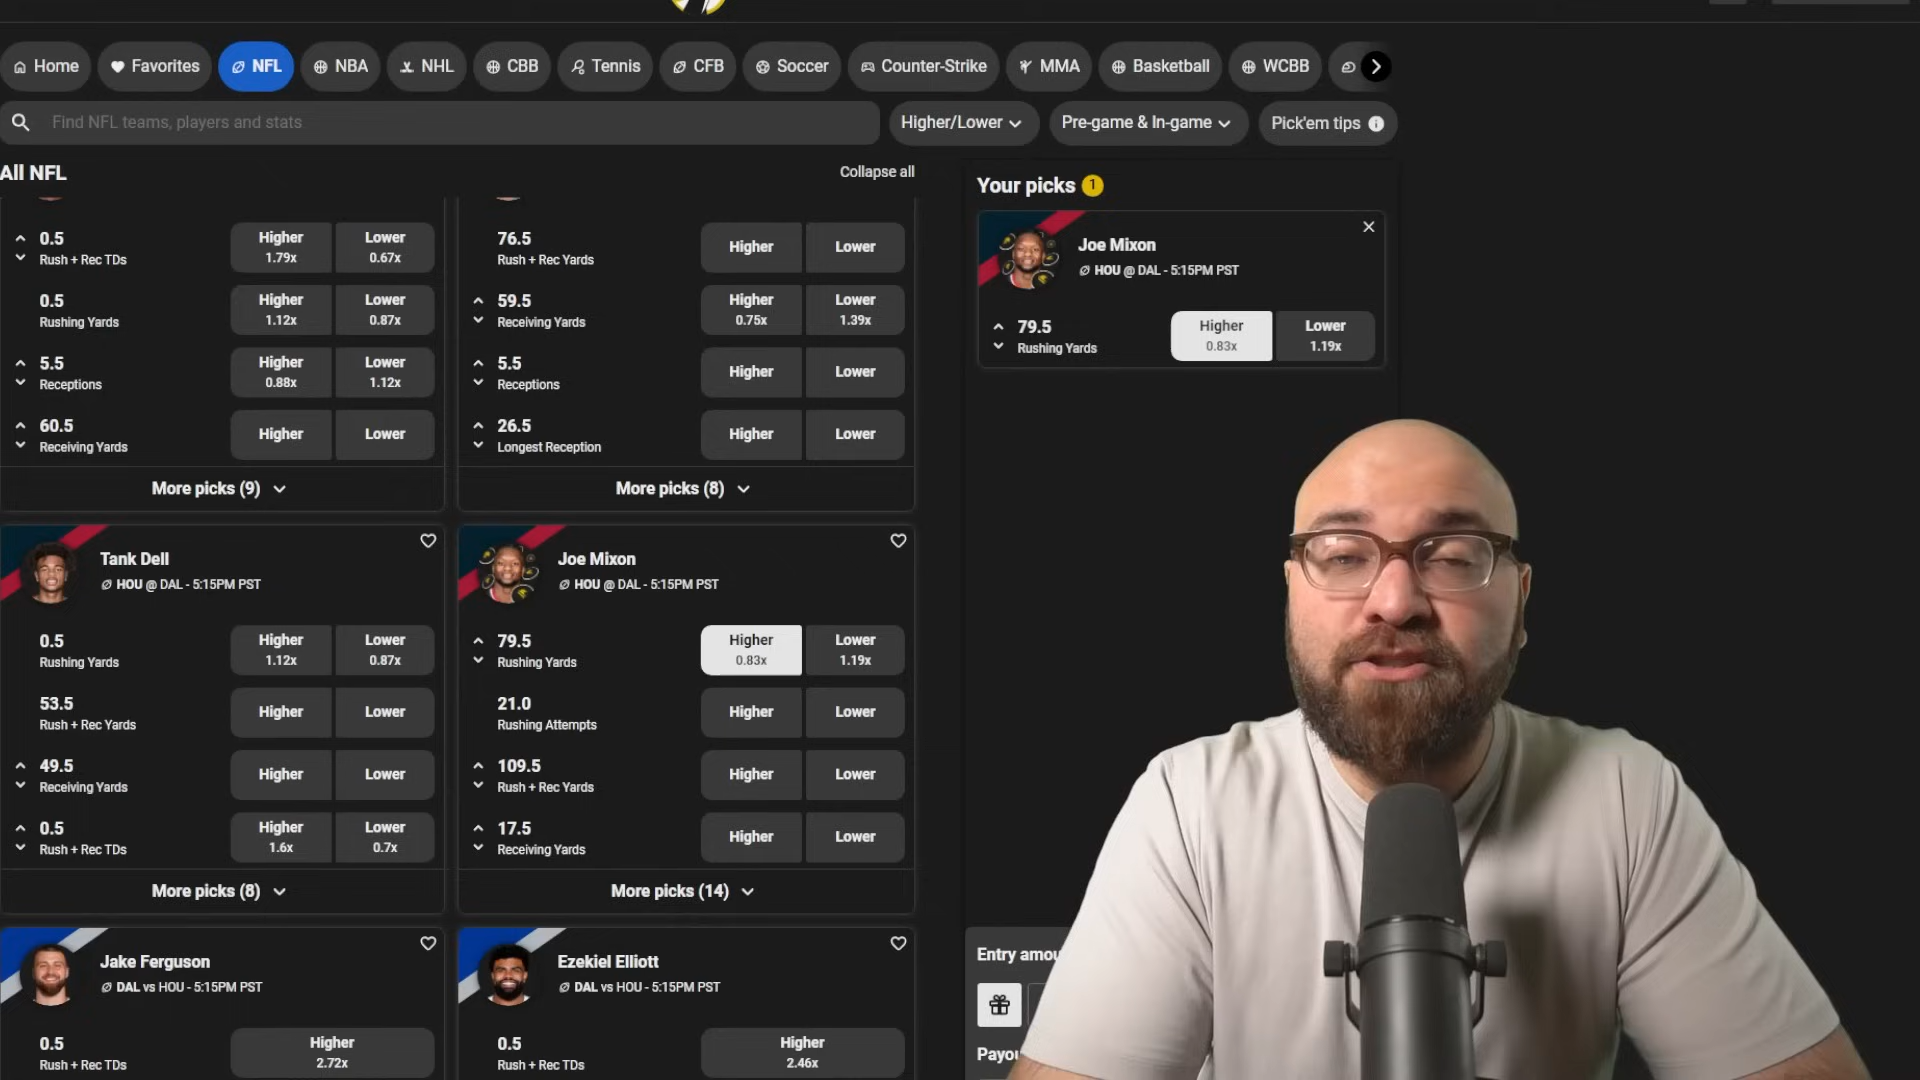 Home
Favorites
NFL
NBA
NHL
CBB
Tennis
CFB
Soccer
Counter-Strike
MMA
Basketball
WCBB
Find NFL teams, players and stats
Higher/Lower
Pre-game & In-game
Pick'em tips
All NFL
Collapse all
0.5
Rush + Rec TDs
Higher
1.79x
Lower
0.67x
0.5
Rushing Yards
Higher
1.12x
Lower
0.87x
5.5
Receptions
Higher
0.88x
Lower
1.12x
60.5
Receiving Yards
Higher
Lower
More picks (9)
76.5
Rush + Rec Yards
Higher
Lower
59.5
Receiving Yards
Higher
0.75x
Lower
1.39x
5.5
Receptions
Higher
Lower
26.5
Longest Reception
Higher
Lower
More picks (8)
Tank Dell
HOU @ DAL - 5:15PM PST
0.5
Rushing Yards
Higher
1.12x
Lower
0.87x
53.5
Rush + Rec Yards
Higher
Lower
49.5
Receiving Yards
Higher
Lower
0.5
Rush + Rec TDs
Higher
1.6x
Lower
0.7x
More picks (8)
Joe Mixon
HOU @ DAL - 5:15PM PST
79.5
Rushing Yards
Higher
0.83x
Lower
1.19x
21.0
Rushing Attempts
Higher
Lower
109.5
Rush + Rec Yards
Higher
Lower
17.5
Receiving Yards
Higher
Lower
More picks (14)
Jake Ferguson
DAL vs HOU - 5:15PM PST
0.5
Rush + Rec TDs
Higher
2.72x
Ezekiel Elliott
DAL vs HOU - 5:15PM PST
0.5
Rush + Rec TDs
Higher
2.46x
Your picks 1
Joe Mixon
HOU @ DAL - 5:15PM PST
79.5
Rushing Yards
Higher
0.83x
Lower
1.19x
Entry amou
Payou